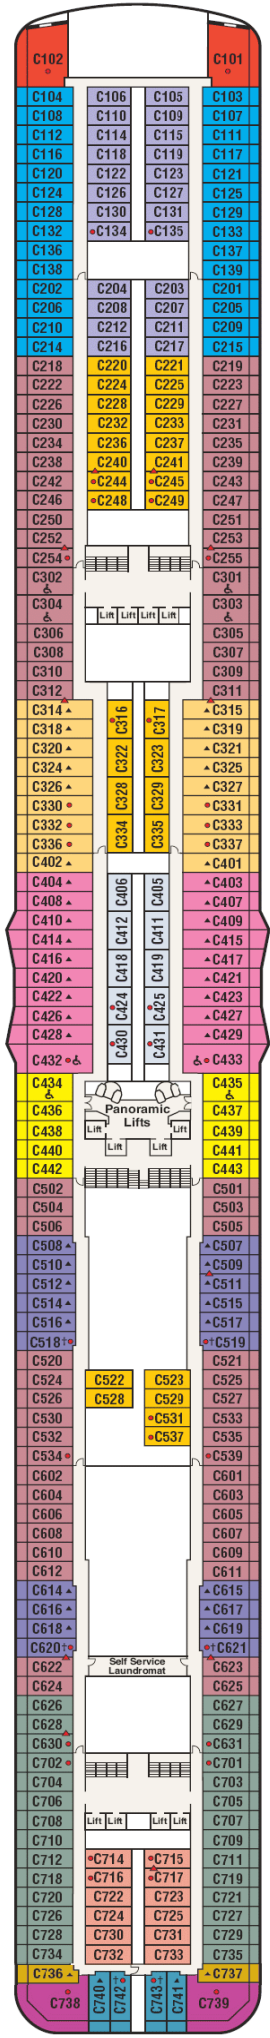 C102 C101
C104 C106 C105 C103
C108 C110 C109 C107
C112 C114 C115 C111
C116 C118 C119 C117
C120 C122 C123 C121
C124 C126 C127 C125
C128 C130 C131 C129
C132 C134 C135 C133
C136 C137
C138 C139
C202 C204 C203 C201
C206 C208 C207 C205
C210 C212 C211 C209
C214 C216 C217 C215
C218 C220 C221 C219
C222 C224 C225 C223
C226 C228 C229 C227
C230 C232 C233 C231
C234 C236 C237 C235
C238 C240 C241 C239
C242 C244 C245 C243
C246 C248 C249 C247
C250 C251
C252 C253
C254 C255
C302 C301
C304 C303
Lift Lift Lift Lift
C306 C305
C308 C307
C310 C309
C312 C311
C314 C316 C317 C315
C318 C319
C320 C322 C323 C321
C324 C325
C326 C328 C329 C327
C330 C331
C332 C334 C335 C333
C336 C337
C402 C401
C404 C406 C405 C403
C408 C407
C410 C412 C411 C409
C414 C415
C416 C418 C419 C417
C420 C421
C422 C424 C425 C423
C426 C427
C428 C430 C431 C429
C432 C433
C434 C435
C436 Panoramic C437
Lifts
C438 Lift Lift C439
C440 Lift Lift C441
C442 C443
C502 C501
C504 C503
C506 C505
C508 C507
C510 C509
C512 C511
C514 C515
C516 C517
C518† †C519
C520 C521
C524 C522 C523 C525
C526 C528 C529 C527
C530 C531 C533
C532 C537 C535
C534 C539
C602 C601
C604 C603
C606 C605
C608 C607
C610 C609
C612 C611
C614 C615
C616 C617
C618 C619
C620† †C621
C622 Self Service C623
Laundromat
C624 C625
C626 C627
C628 C629
C630 C631
C702 C701
C704 C703
C706 C705
C708 Lift Lift Lift Lift C707
C710 C709
C712 C714 C715 C711
C718 C716 C717 C719
C720 C722 C723 C721
C726 C724 C725 C727
C728 C730 C731 C729
C734 C732 C733 C735
C736 C737
C738 C740 C742† C743† C741 C739